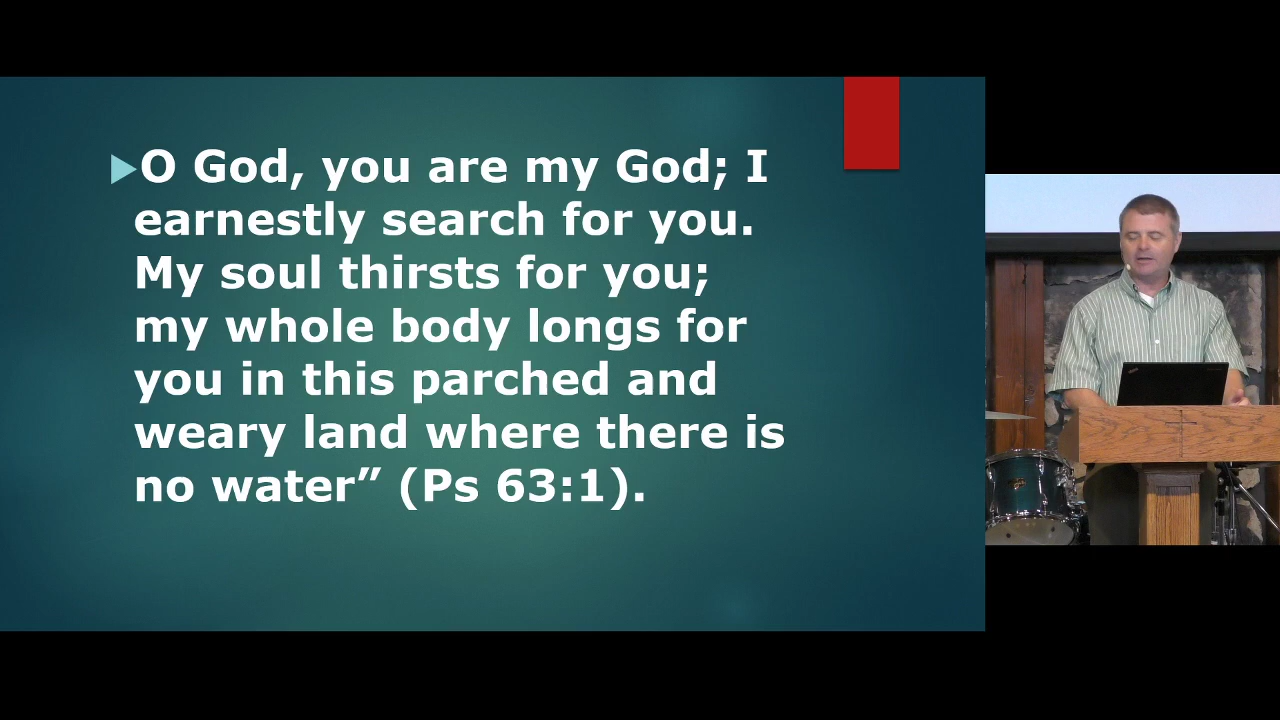 O God, you are my God; I
earnestly search for you.
My soul thirsts for you;
my whole body longs for
you in this parched and
weary land where there is
no water” (Ps 63:1).